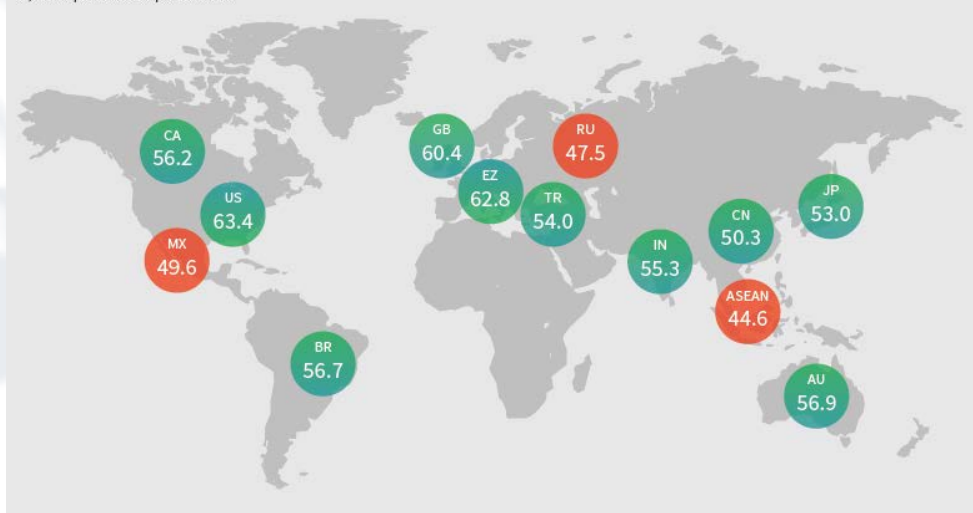 CA
56.2
US
63.4
MX
49.6
BR
56.7
GB
60.4
EZ
62.8
TR
54.0
RU
47.5
IN
55.3
CN
50.3
JP
53.0
ASEAN
44.6
AU
56.9